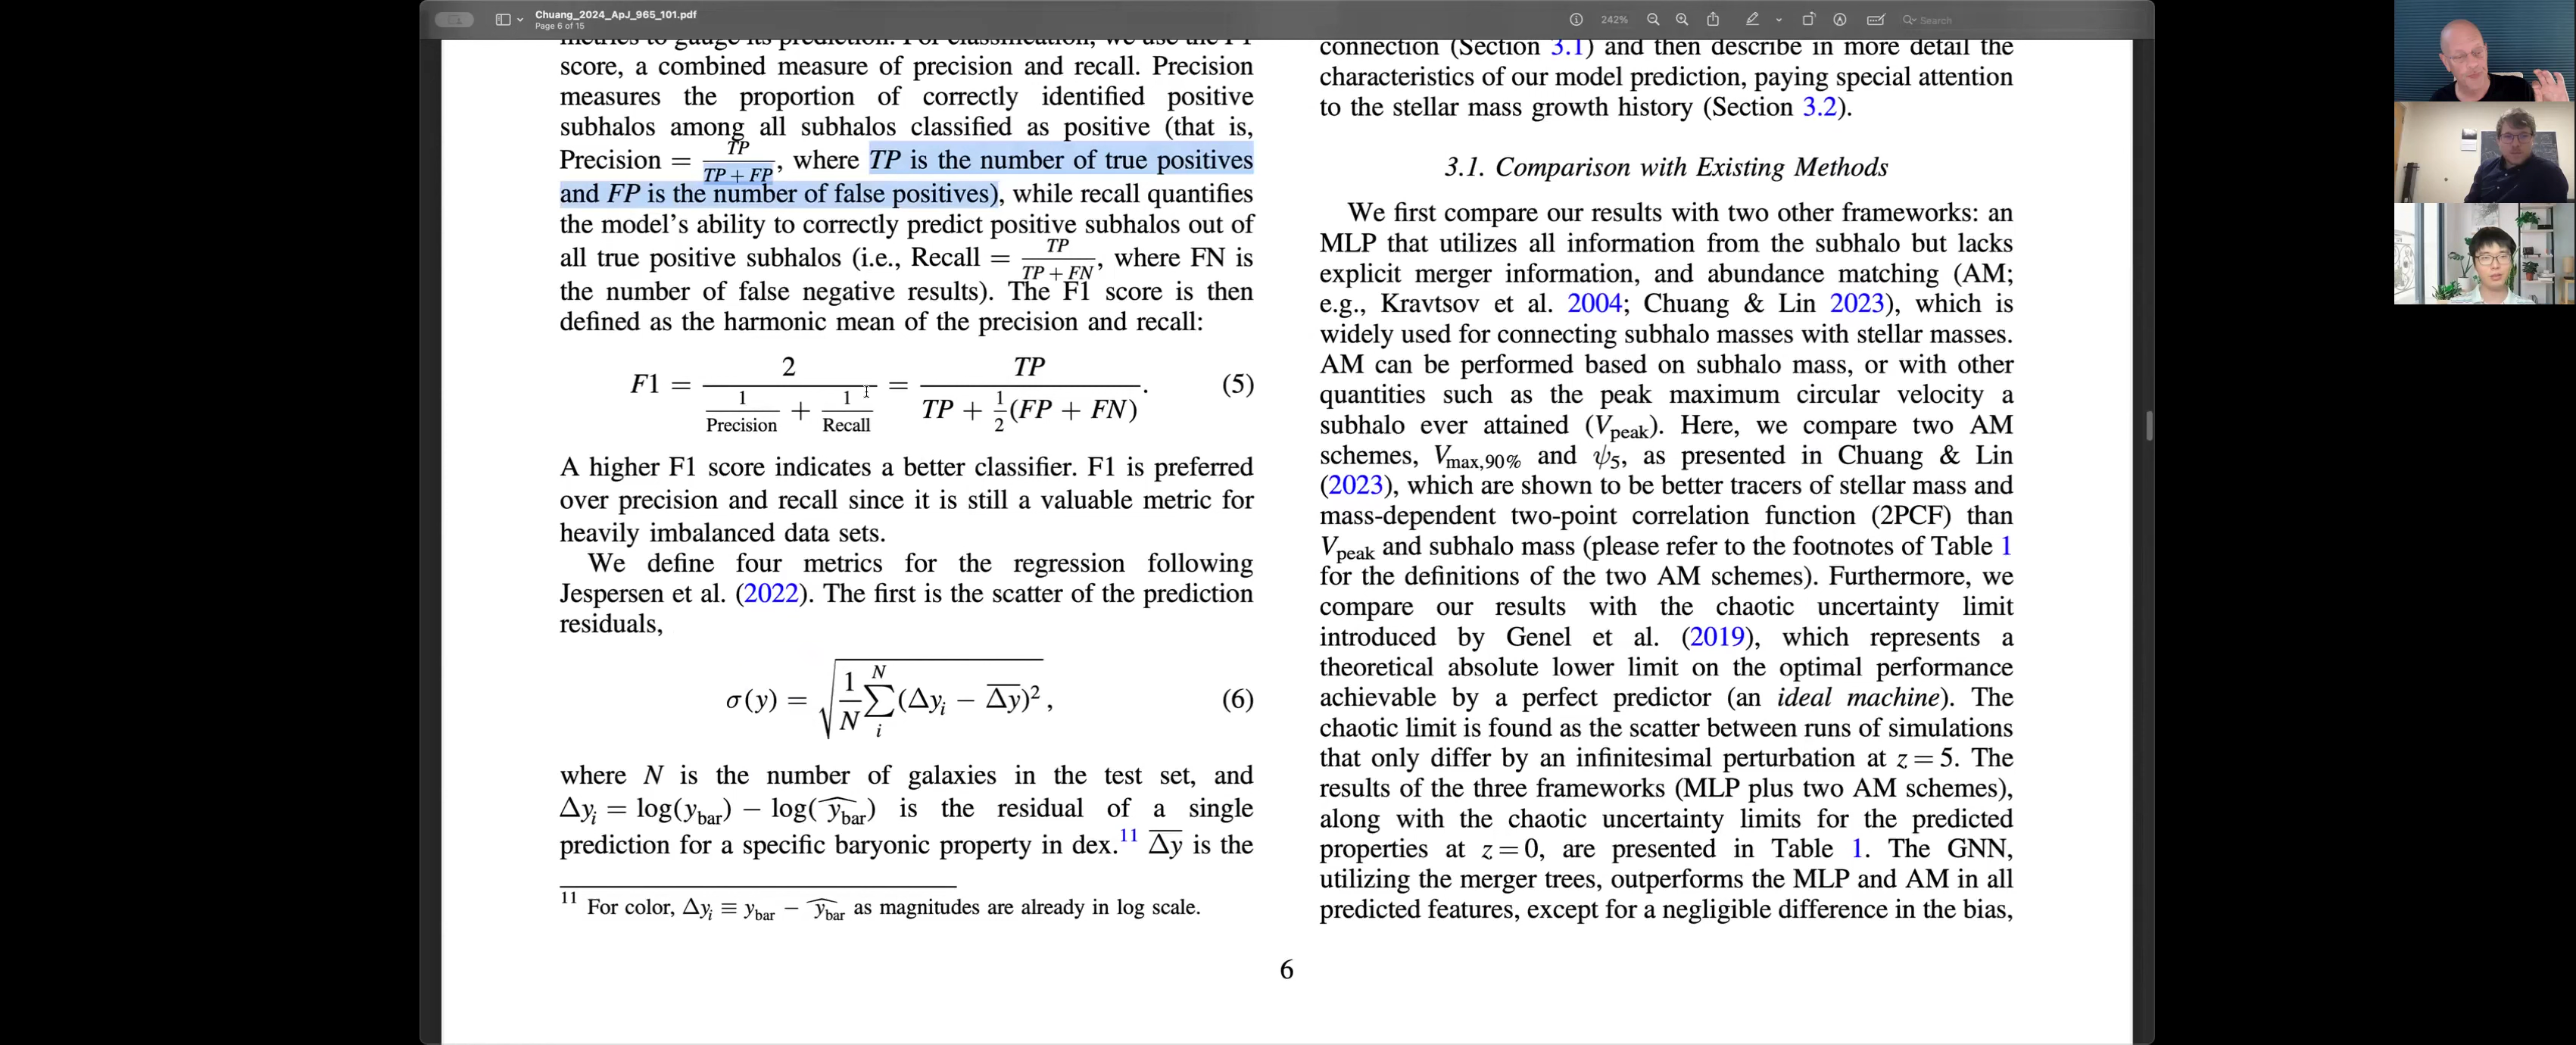 Chuang_2024_ApJ_965_101.pdf
Page 6 of 15
242%
Search
metrics to gauge its prediction. For classification, we use the F1
score, a combined measure of precision and recall. Precision
measures the proportion of correctly identified positive
subhalos among all subhalos classified as positive (that is,
Precision = TP / (TP + FP), where TP is the number of true positives
and FP is the number of false positives), while recall quantifies
the model's ability to correctly predict positive subhalos out of
all true positive subhalos (i.e., Recall = TP / (TP + FN), where FN is
the number of false negative results). The F1 score is then
defined as the harmonic mean of the precision and recall:
F1 = 2 / (1/Precision + 1/Recall) = TP / (TP + 1/2 (FP + FN)). (5)
A higher F1 score indicates a better classifier. F1 is preferred
over precision and recall since it is still a valuable metric for
heavily imbalanced data sets.
We define four metrics for the regression following
Jespersen et al. (2022). The first is the scatter of the prediction
residuals,
σ(y) = √(1/N ∑_i^N (Δy_i − \overline{Δy})²), (6)
where N is the number of galaxies in the test set, and
Δy_i = log(y_bar) − log(\widehat{y_bar}) is the residual of a single
prediction for a specific baryonic property in dex.¹¹ \overline{Δy} is the
¹¹ For color, Δy_i ≡ y_bar − \widehat{y_bar} as magnitudes are already in log scale.
connection (Section 3.1) and then describe in more detail the
characteristics of our model prediction, paying special attention
to the stellar mass growth history (Section 3.2).
3.1. Comparison with Existing Methods
We first compare our results with two other frameworks: an
MLP that utilizes all information from the subhalo but lacks
explicit merger information, and abundance matching (AM;
e.g., Kravtsov et al. 2004; Chuang & Lin 2023), which is
widely used for connecting subhalo masses with stellar masses.
AM can be performed based on subhalo mass, or with other
quantities such as the peak maximum circular velocity a
subhalo ever attained (V_peak). Here, we compare two AM
schemes, V_max,90% and ψ_5, as presented in Chuang & Lin
(2023), which are shown to be better tracers of stellar mass and
mass-dependent two-point correlation function (2PCF) than
V_peak and subhalo mass (please refer to the footnotes of Table 1
for the definitions of the two AM schemes). Furthermore, we
compare our results with the chaotic uncertainty limit
introduced by Genel et al. (2019), which represents a
theoretical absolute lower limit on the optimal performance
achievable by a perfect predictor (an ideal machine). The
chaotic limit is found as the scatter between runs of simulations
that only differ by an infinitesimal perturbation at z = 5. The
results of the three frameworks (MLP plus two AM schemes),
along with the chaotic uncertainty limits for the predicted
properties at z = 0, are presented in Table 1. The GNN,
utilizing the merger trees, outperforms the MLP and AM in all
predicted features, except for a negligible difference in the bias,
6